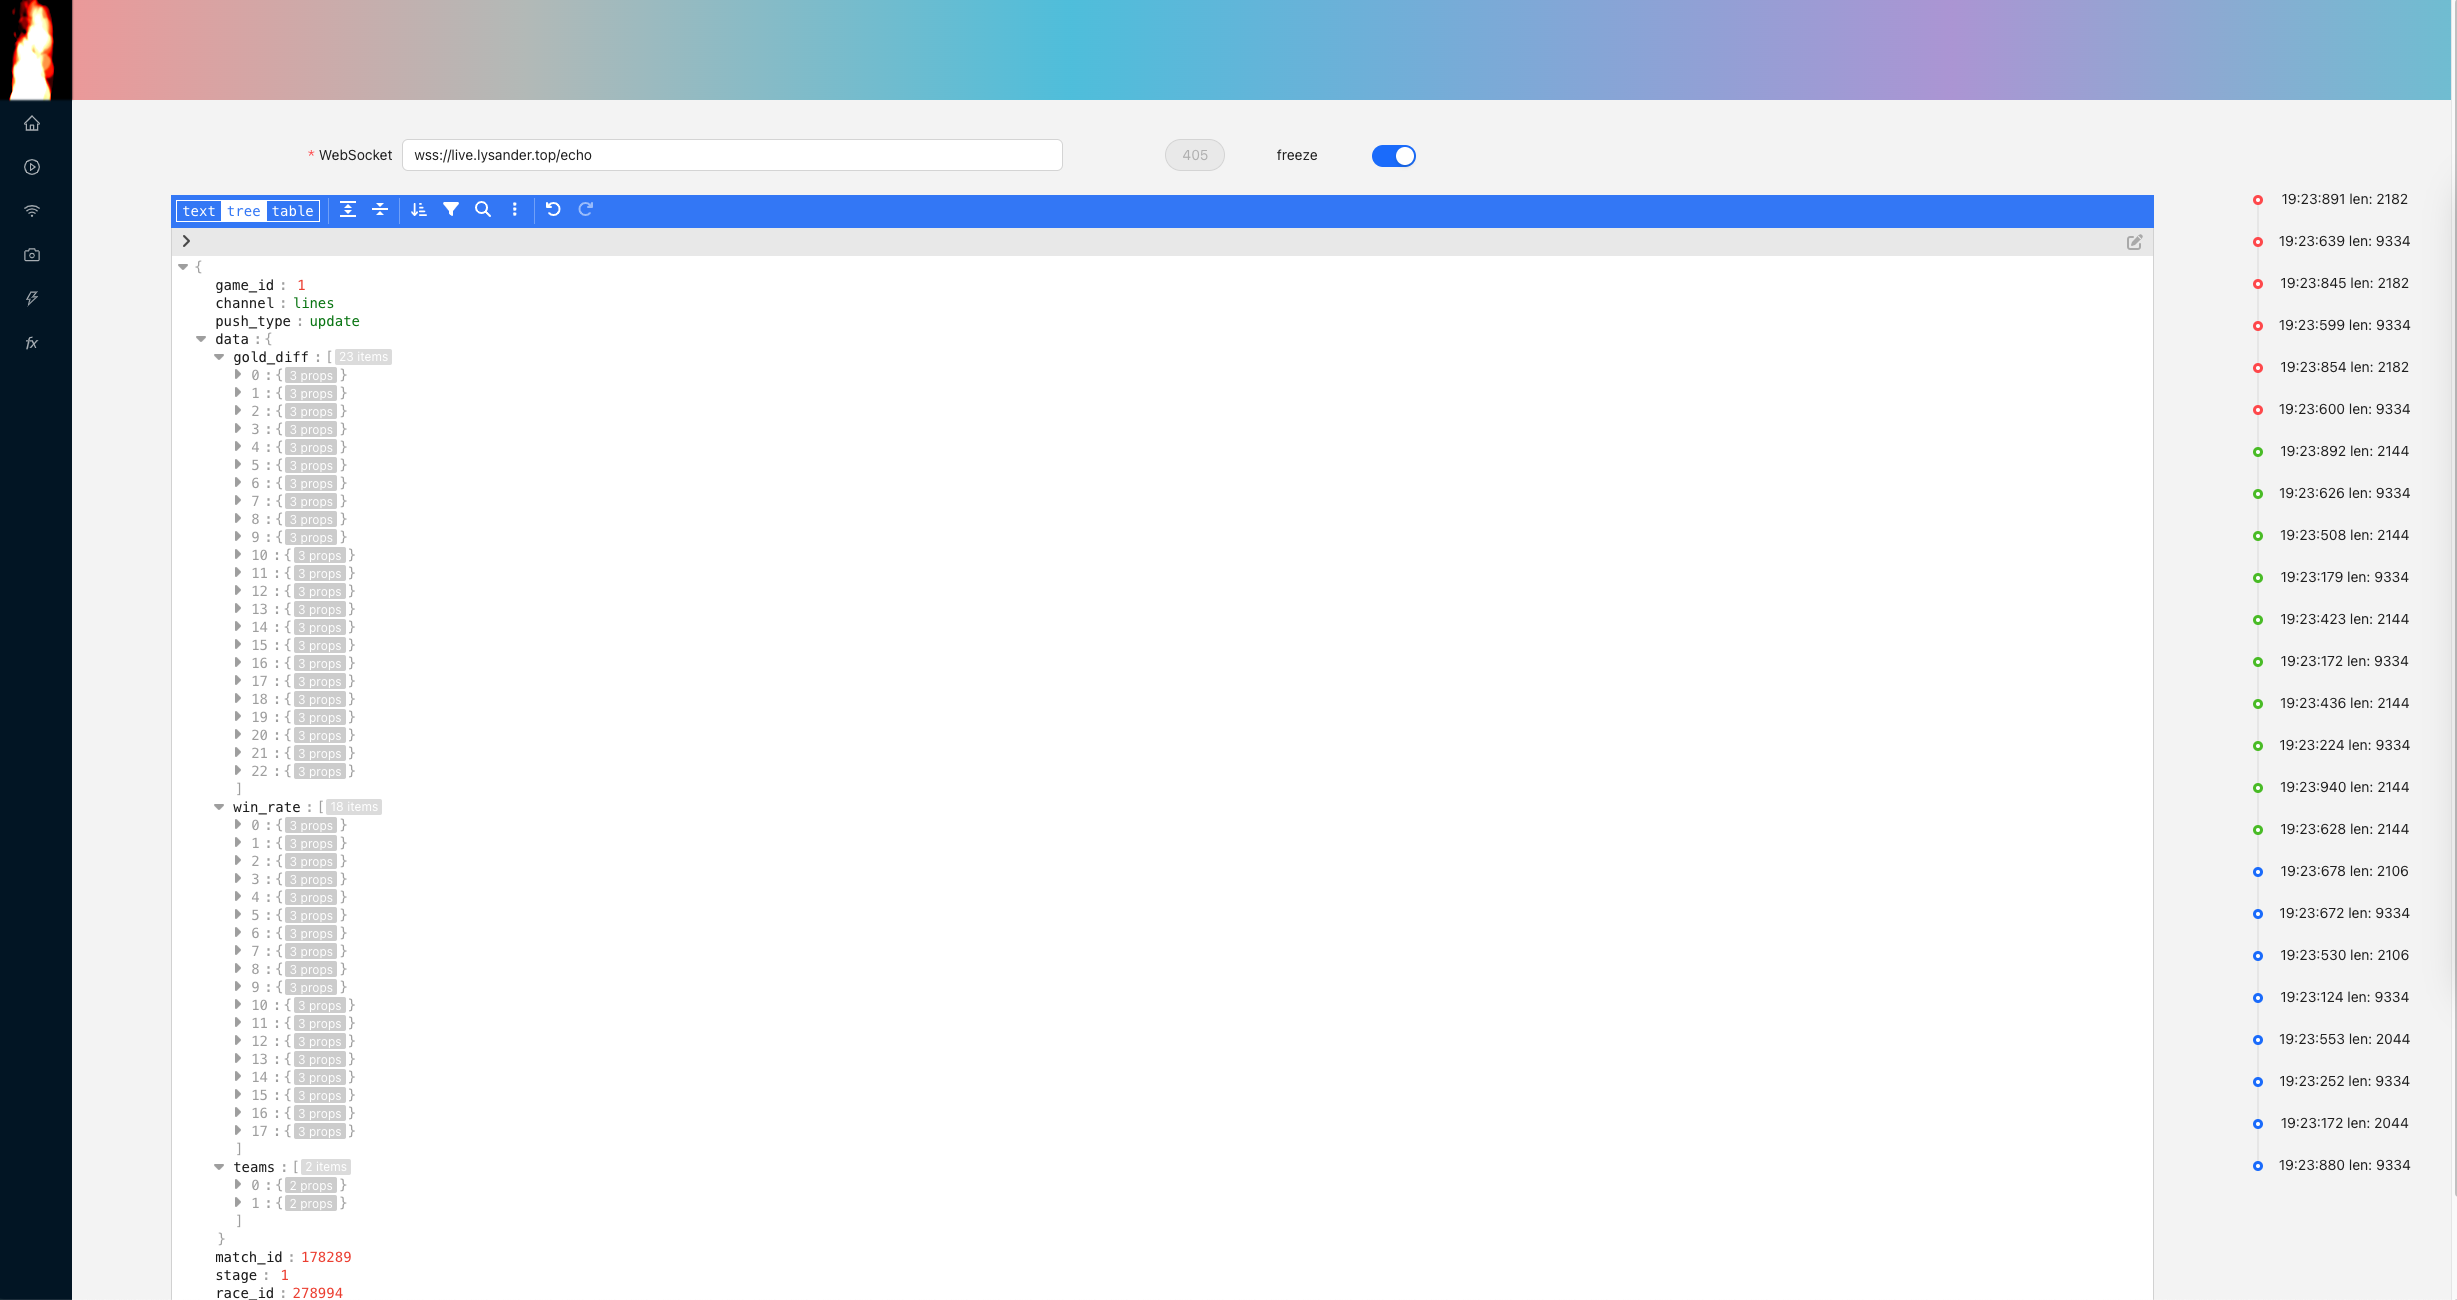 * WebSocket wss://live.lysander.top/echo 405 freeze
text tree table
{
game_id : 1
channel : lines
push_type : update
data : {
gold_diff : [ 23 items
0 : { 3 props }
1 : { 3 props }
2 : { 3 props }
3 : { 3 props }
4 : { 3 props }
5 : { 3 props }
6 : { 3 props }
7 : { 3 props }
8 : { 3 props }
9 : { 3 props }
10 : { 3 props }
11 : { 3 props }
12 : { 3 props }
13 : { 3 props }
14 : { 3 props }
15 : { 3 props }
16 : { 3 props }
17 : { 3 props }
18 : { 3 props }
19 : { 3 props }
20 : { 3 props }
21 : { 3 props }
22 : { 3 props }
]
win_rate : [ 18 items
0 : { 3 props }
1 : { 3 props }
2 : { 3 props }
3 : { 3 props }
4 : { 3 props }
5 : { 3 props }
6 : { 3 props }
7 : { 3 props }
8 : { 3 props }
9 : { 3 props }
10 : { 3 props }
11 : { 3 props }
12 : { 3 props }
13 : { 3 props }
14 : { 3 props }
15 : { 3 props }
16 : { 3 props }
17 : { 3 props }
]
teams : [ 2 items
0 : { 2 props }
1 : { 2 props }
]
}
match_id : 178289
stage : 1
race_id : 278994
19:23:891 len: 2182
19:23:639 len: 9334
19:23:845 len: 2182
19:23:599 len: 9334
19:23:854 len: 2182
19:23:600 len: 9334
19:23:892 len: 2144
19:23:626 len: 9334
19:23:508 len: 2144
19:23:179 len: 9334
19:23:423 len: 2144
19:23:172 len: 9334
19:23:436 len: 2144
19:23:224 len: 9334
19:23:940 len: 2144
19:23:628 len: 2144
19:23:678 len: 2106
19:23:672 len: 9334
19:23:530 len: 2106
19:23:124 len: 9334
19:23:553 len: 2044
19:23:252 len: 9334
19:23:172 len: 2044
19:23:880 len: 9334
fx